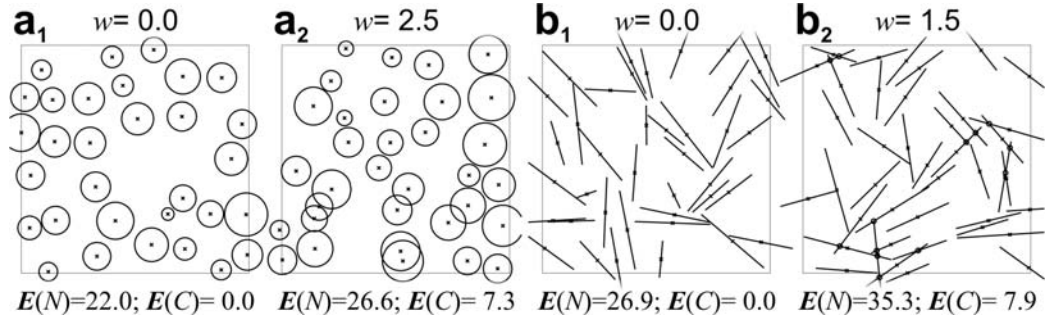 a₁ w= 0.0 a₂ w= 2.5 b₁ w= 0.0 b₂ w= 1.5
E(N)=22.0; E(C)= 0.0 E(N)=26.6; E(C)= 7.3 E(N)=26.9; E(C)= 0.0 E(N)=35.3; E(C)= 7.9